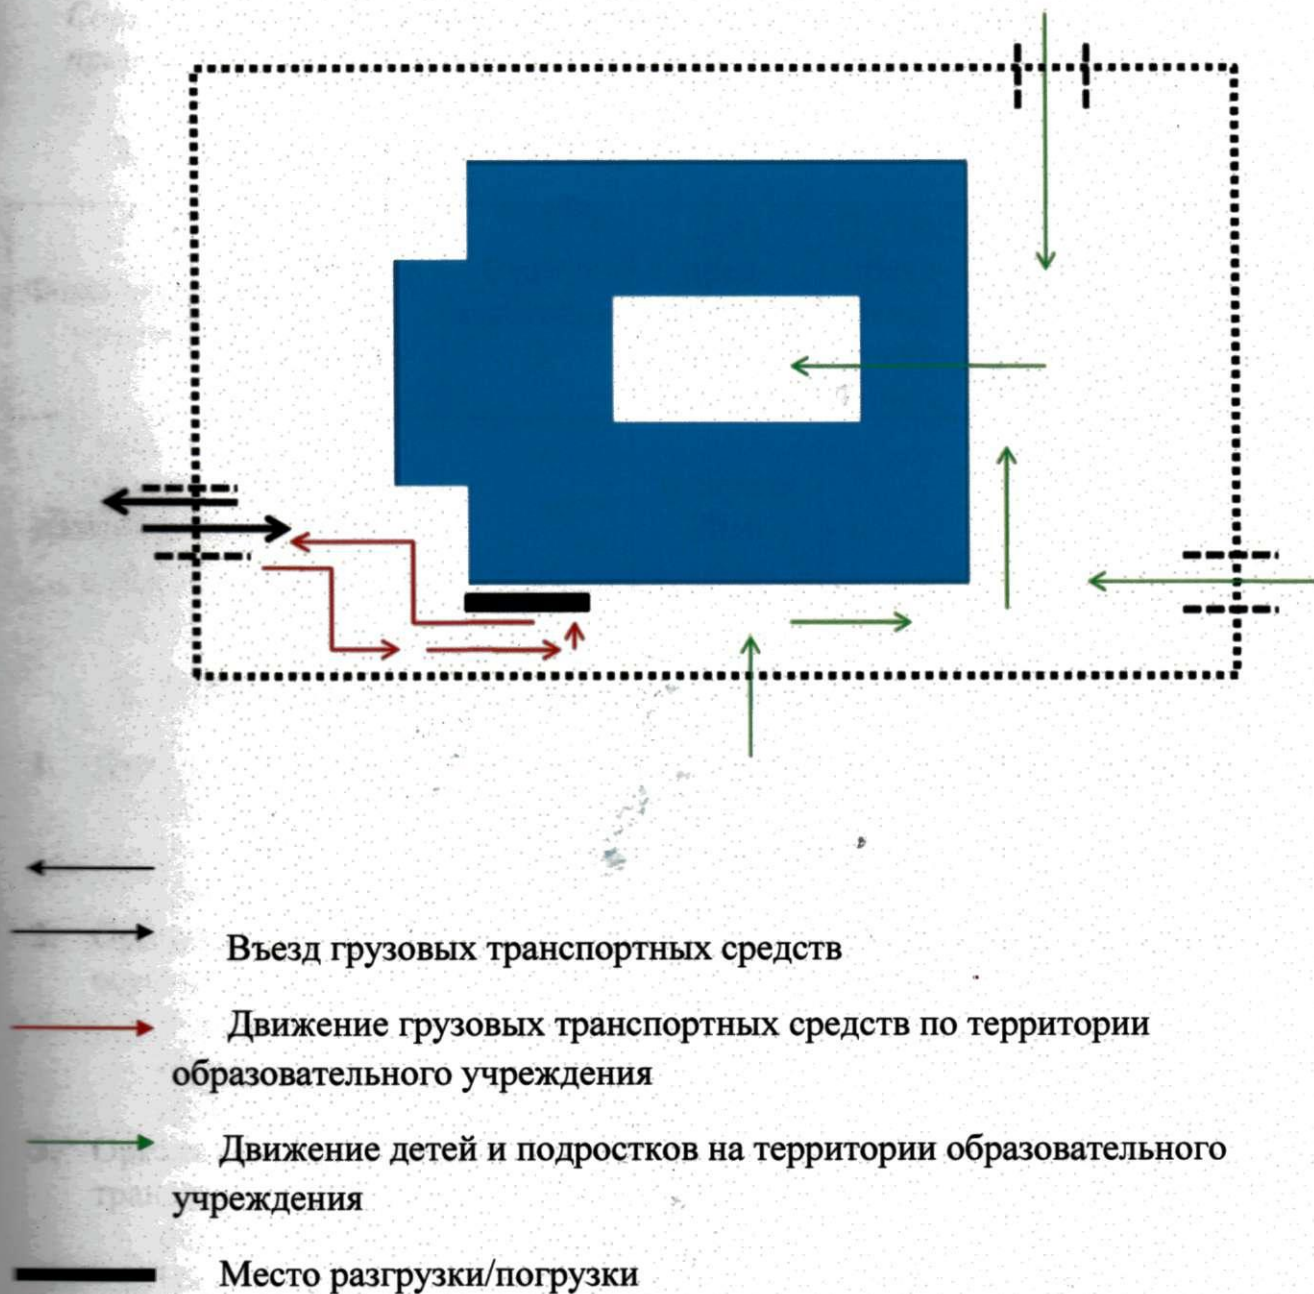 Въезд грузовых транспортных средств
Движение грузовых транспортных средств по территории
образовательного учреждения
Движение детей и подростков на территории образовательного
учреждения
Место разгрузки/погрузки